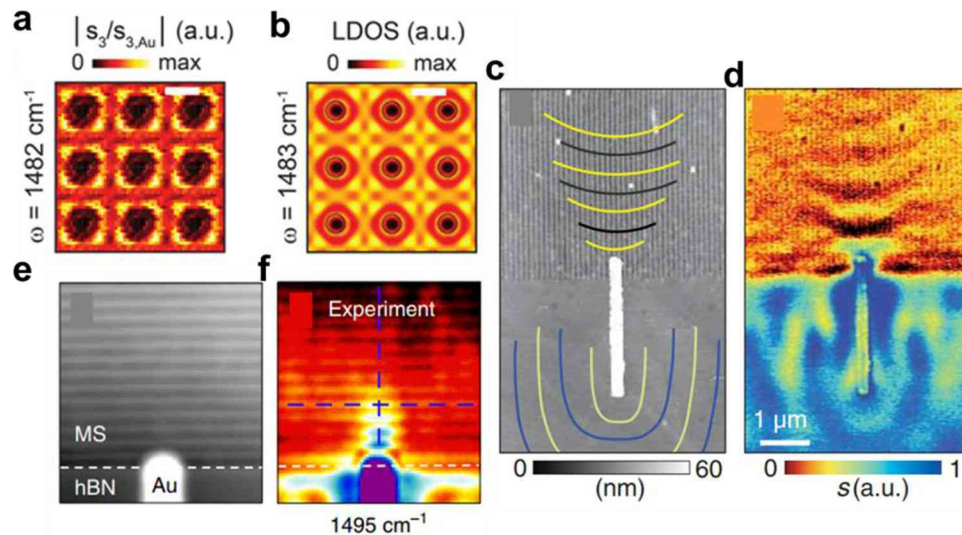 a
| s₃/s₃,Au | (a.u.)
0 max
ω = 1482 cm⁻¹
b
LDOS (a.u.)
0 max
ω = 1483 cm⁻¹
c
0 60
(nm)
d
1 μm
0 1
s (a.u.)
e
MS
hBN
Au
f
Experiment
1495 cm⁻¹